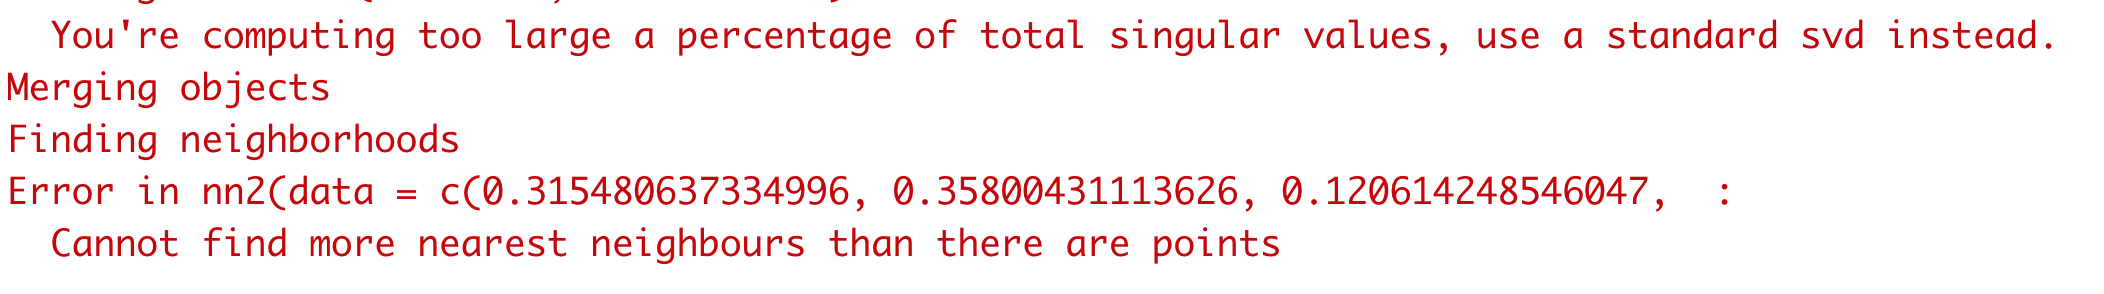 You're computing too large a percentage of total singular values, use a standard svd instead.
Merging objects
Finding neighborhoods
Error in nn2(data = c(0.315480637334996, 0.35800431113626, 0.120614248546047,  :
  Cannot find more nearest neighbours than there are points